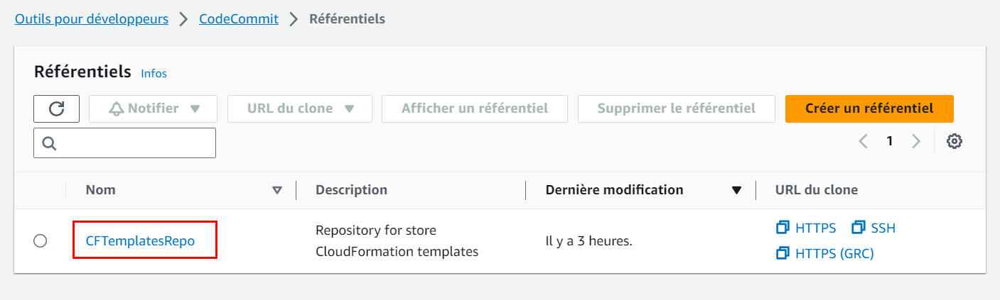 Outils pour développeurs CodeCommit Référentiels
Référentiels Infos
Notifier URL du clone Afficher un référentiel Supprimer le référentiel Créer un référentiel
1
Nom Description Dernière modification URL du clone
CFTemplatesRepo
Repository for store
CloudFormation templates
Il y a 3 heures.
HTTPS SSH
HTTPS (GRC)